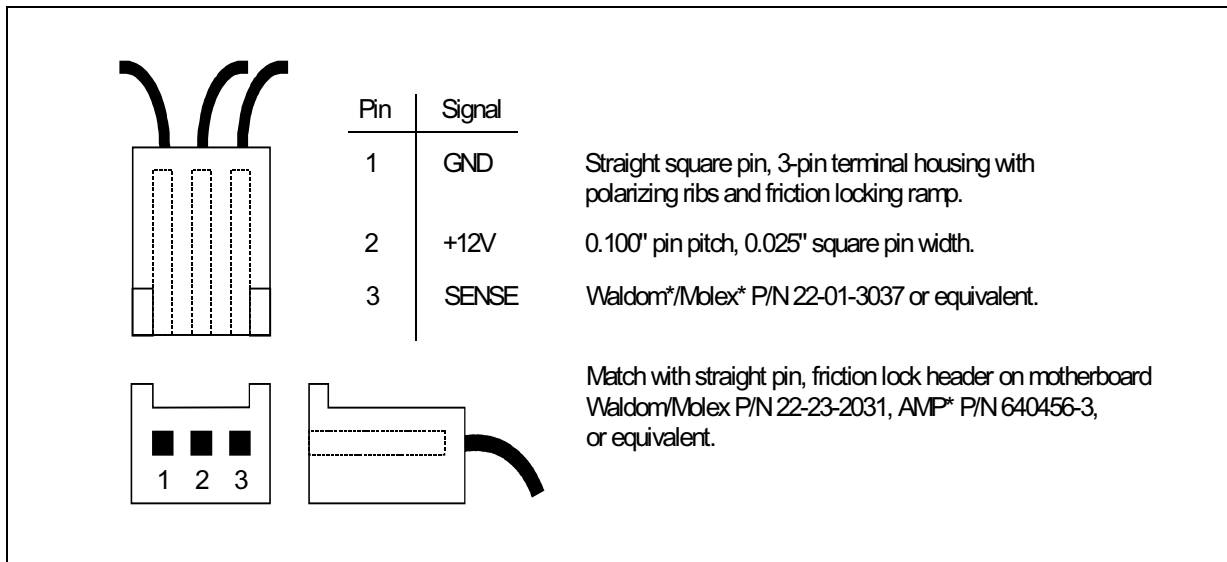 Pin Signal
1 GND Straight square pin, 3-pin terminal housing with
polarizing ribs and friction locking ramp.
2 +12V 0.100" pin pitch, 0.025" square pin width.
3 SENSE Waldom*/Molex* P/N 22-01-3037 or equivalent.
Match with straight pin, friction lock header on motherboard
Waldom/Molex P/N 22-23-2031, AMP* P/N 640456-3,
or equivalent.
1 2 3